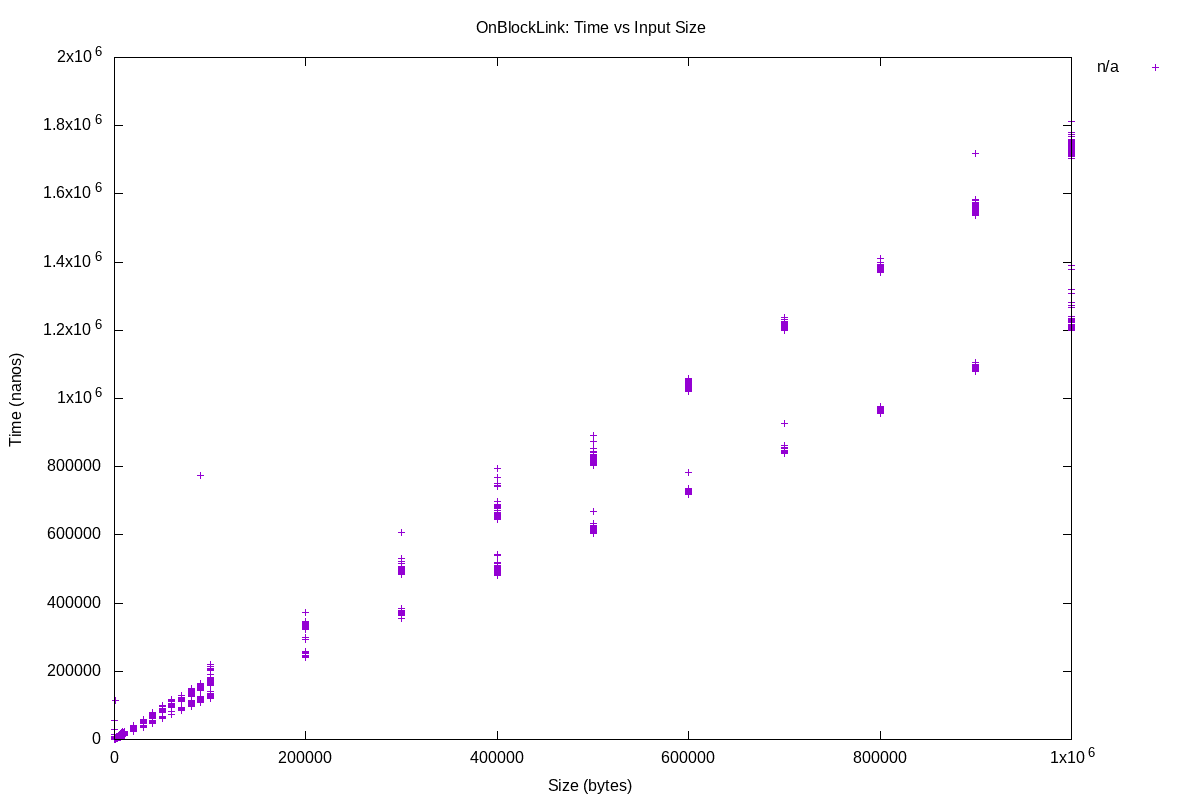 OnBlockLink: Time vs Input Size
n/a
2x10 6
1.8x10 6
1.6x10 6
1.4x10 6
1.2x10 6
1x10 6
800000
600000
400000
200000
0
Time (nanos)
0 200000 400000 600000 800000 1x10 6
Size (bytes)